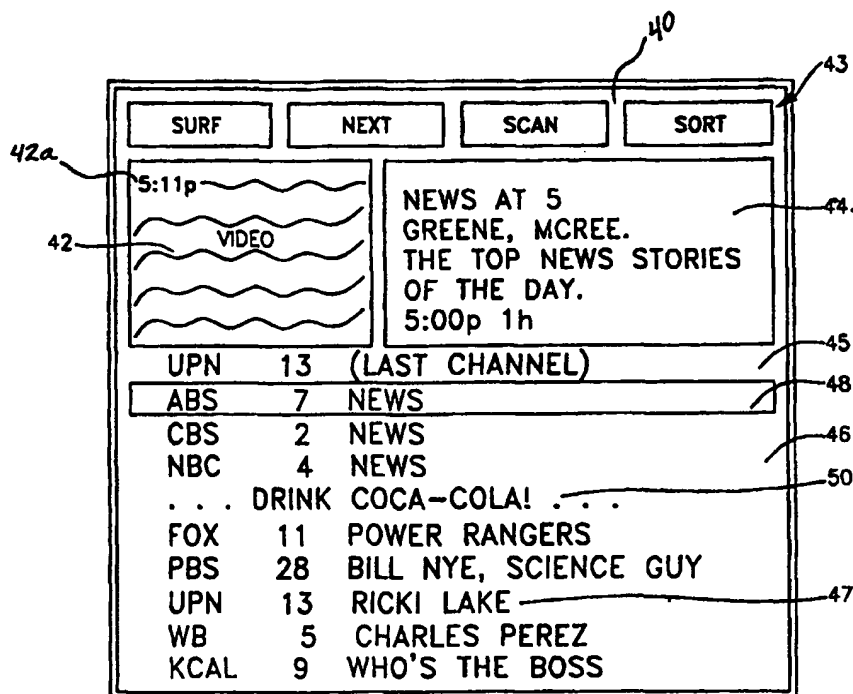 40
43
SURF NEXT SCAN SORT
42a
5:11p
42
VIDEO
NEWS AT 5
GREENE, MCREE.
THE TOP NEWS STORIES
OF THE DAY.
5:00p 1h
44
UPN 13 (LAST CHANNEL)
45
ABS 7 NEWS
48
CBS 2 NEWS
46
NBC 4 NEWS
. . . DRINK COCA-COLA! . . .
50
FOX 11 POWER RANGERS
PBS 28 BILL NYE, SCIENCE GUY
UPN 13 RICKI LAKE
47
WB 5 CHARLES PEREZ
KCAL 9 WHO'S THE BOSS